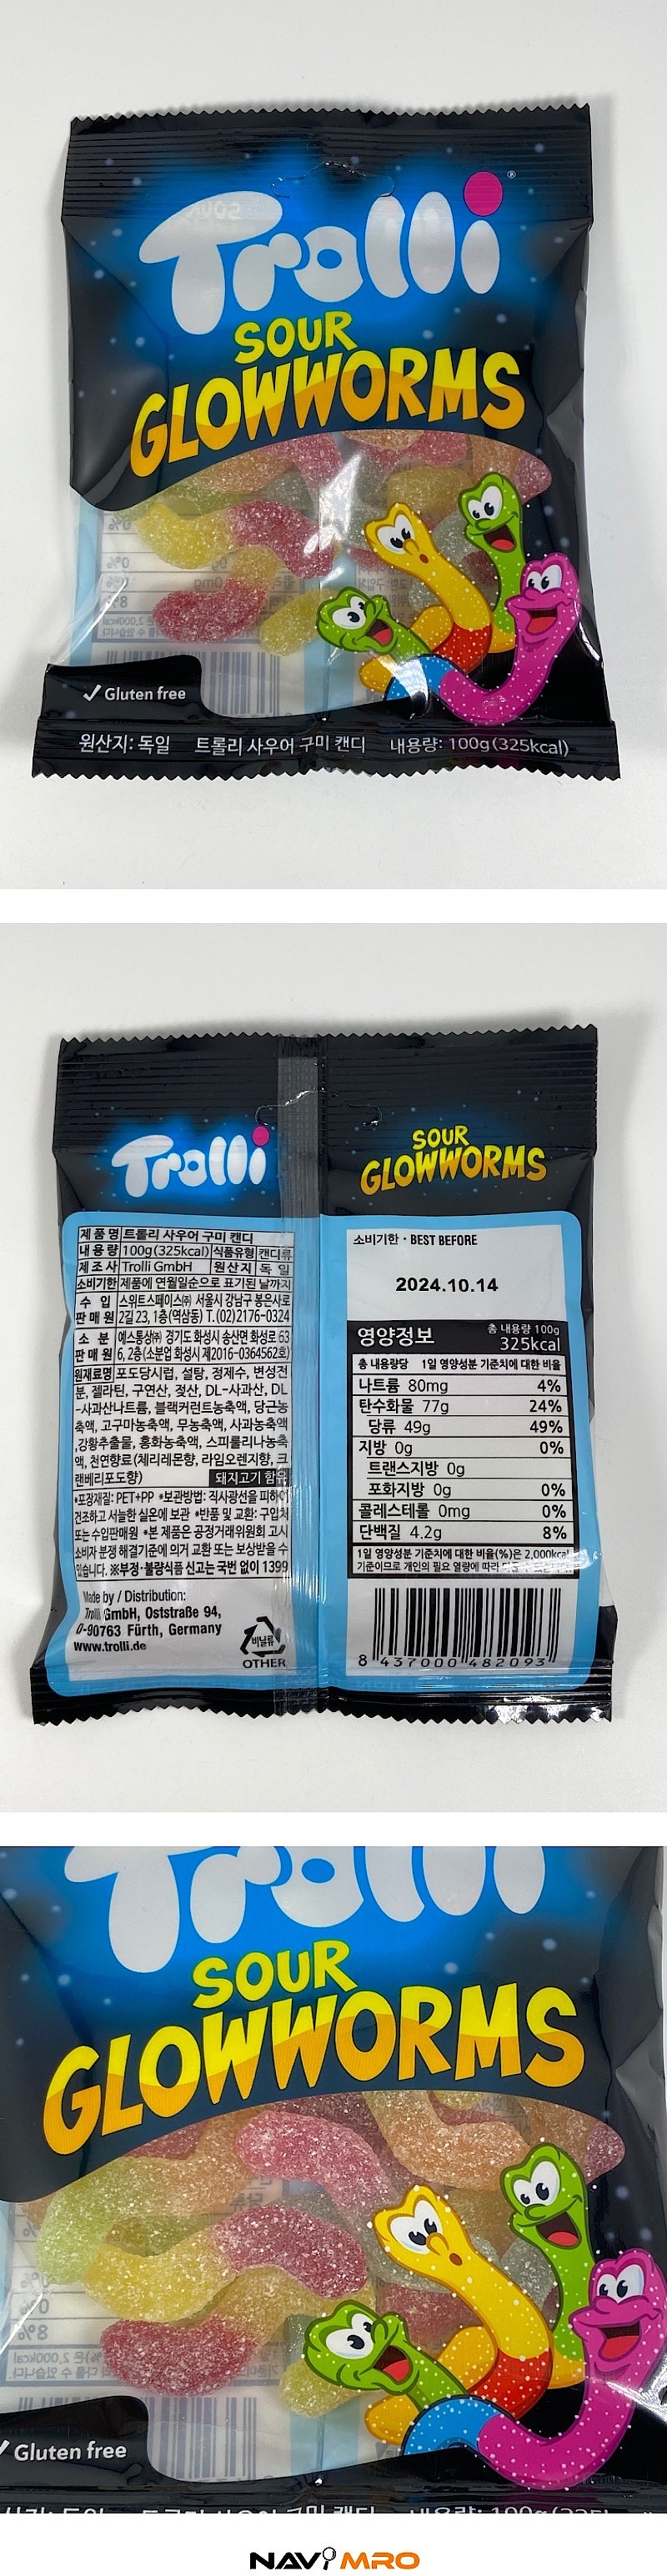 Trolli®
SOUR
GLOWWORMS
✓ Gluten free
원산지: 독일 트롤리 사우어 구미 캔디 내용량: 100g(325kcal)
Trolli
SOUR
GLOWWORMS
제 품 명 트롤리 사우어 구미 캔디
내 용 량 100g(325kcal) 식품유형 캔디류
제 조 사 Trolli GmbH 원산지 독 일
소비기한 제품에 연월일순으로 표기된 날까지
수 입 스위트스페이스㈜ 서울시 강남구 봉은사로
판 매 원 2길 23, 1층(역삼동) T.(02)2176-0324
소 분 예스통상㈜ 경기도 화성시 송산면 화성로 63
판 매 원 6, 2층(소분업 화성시 제2016-0364562호)
원재료명 포도당시럽, 설탕, 정제수, 변성전
분, 젤라틴, 구연산, 젖산, DL-사과산, DL
-사과산나트륨, 블랙커런트농축액, 당근농
축액, 고구마농축액, 무농축액, 사과농축액
,강황추출물, 홍화농축액, 스피룰리나농축
액, 천연향료(체리레몬향, 라임오렌지향, 크
랜베리포도향) 돼지고기 함유
•포장재질: PET+PP •보관방법: 직사광선을 피하여
건조하고 서늘한 실온에 보관 •반품 및 교환: 구입처
또는 수입판매원 •본 제품은 공정거래위원회 고시
소비자 분쟁 해결기준에 의거 교환 또는 보상받을 수
있습니다. ※부정·불량식품 신고는 국번 없이 1399
Made by / Distribution:
Trolli GmbH, Oststraße 94,
D-90763 Fürth, Germany
www.trolli.de
비닐류
OTHER
소비기한 · BEST BEFORE
2024.10.14
영양정보 총 내용량 100g
325kcal
총 내용량당 1일 영양성분 기준치에 대한 비율
나트륨 80mg 4%
탄수화물 77g 24%
당류 49g 49%
지방 0g 0%
트랜스지방 0g
포화지방 0g 0%
콜레스테롤 0mg 0%
단백질 4.2g 8%
1일 영양성분 기준치에 대한 비율(%)은 2,000kcal
기준이므로 개인의 필요 열량에 따라
8 437000 482093
Trolli
SOUR
GLOWWORMS
✓ Gluten free
NAVIMRO